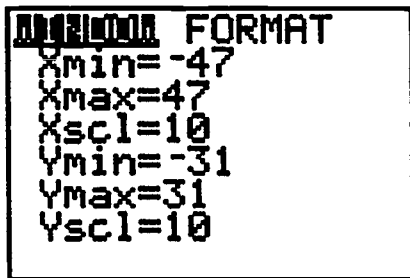 FORMAT
Xmin=-47
Xmax=47
Xscl=10
Ymin=-31
Ymax=31
Yscl=10